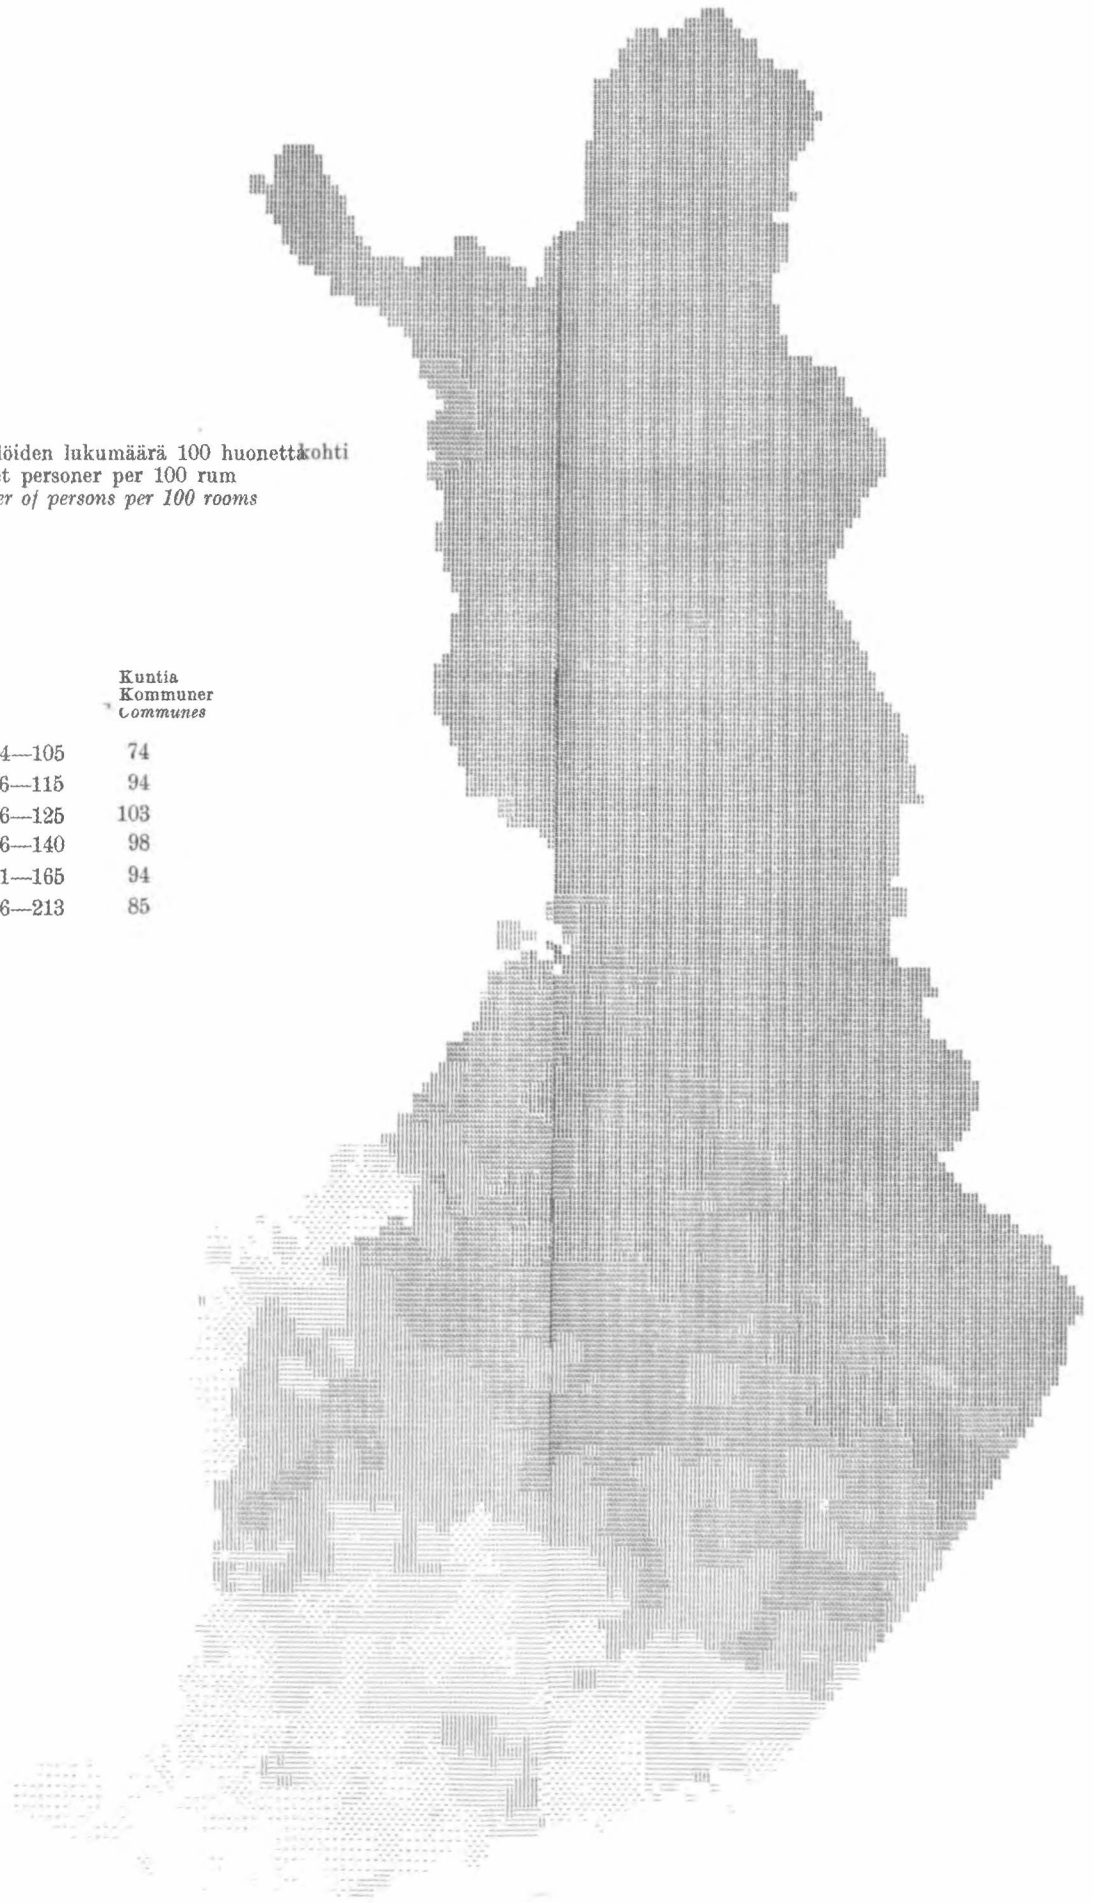 löiden lukumäärä 100 huonetta kohti
et personer per 100 rum
er of persons per 100 rooms
Kuntia
Kommuner
Communes
4—105 74
6—115 94
6—125 103
6—140 98
1—165 94
6—213 85